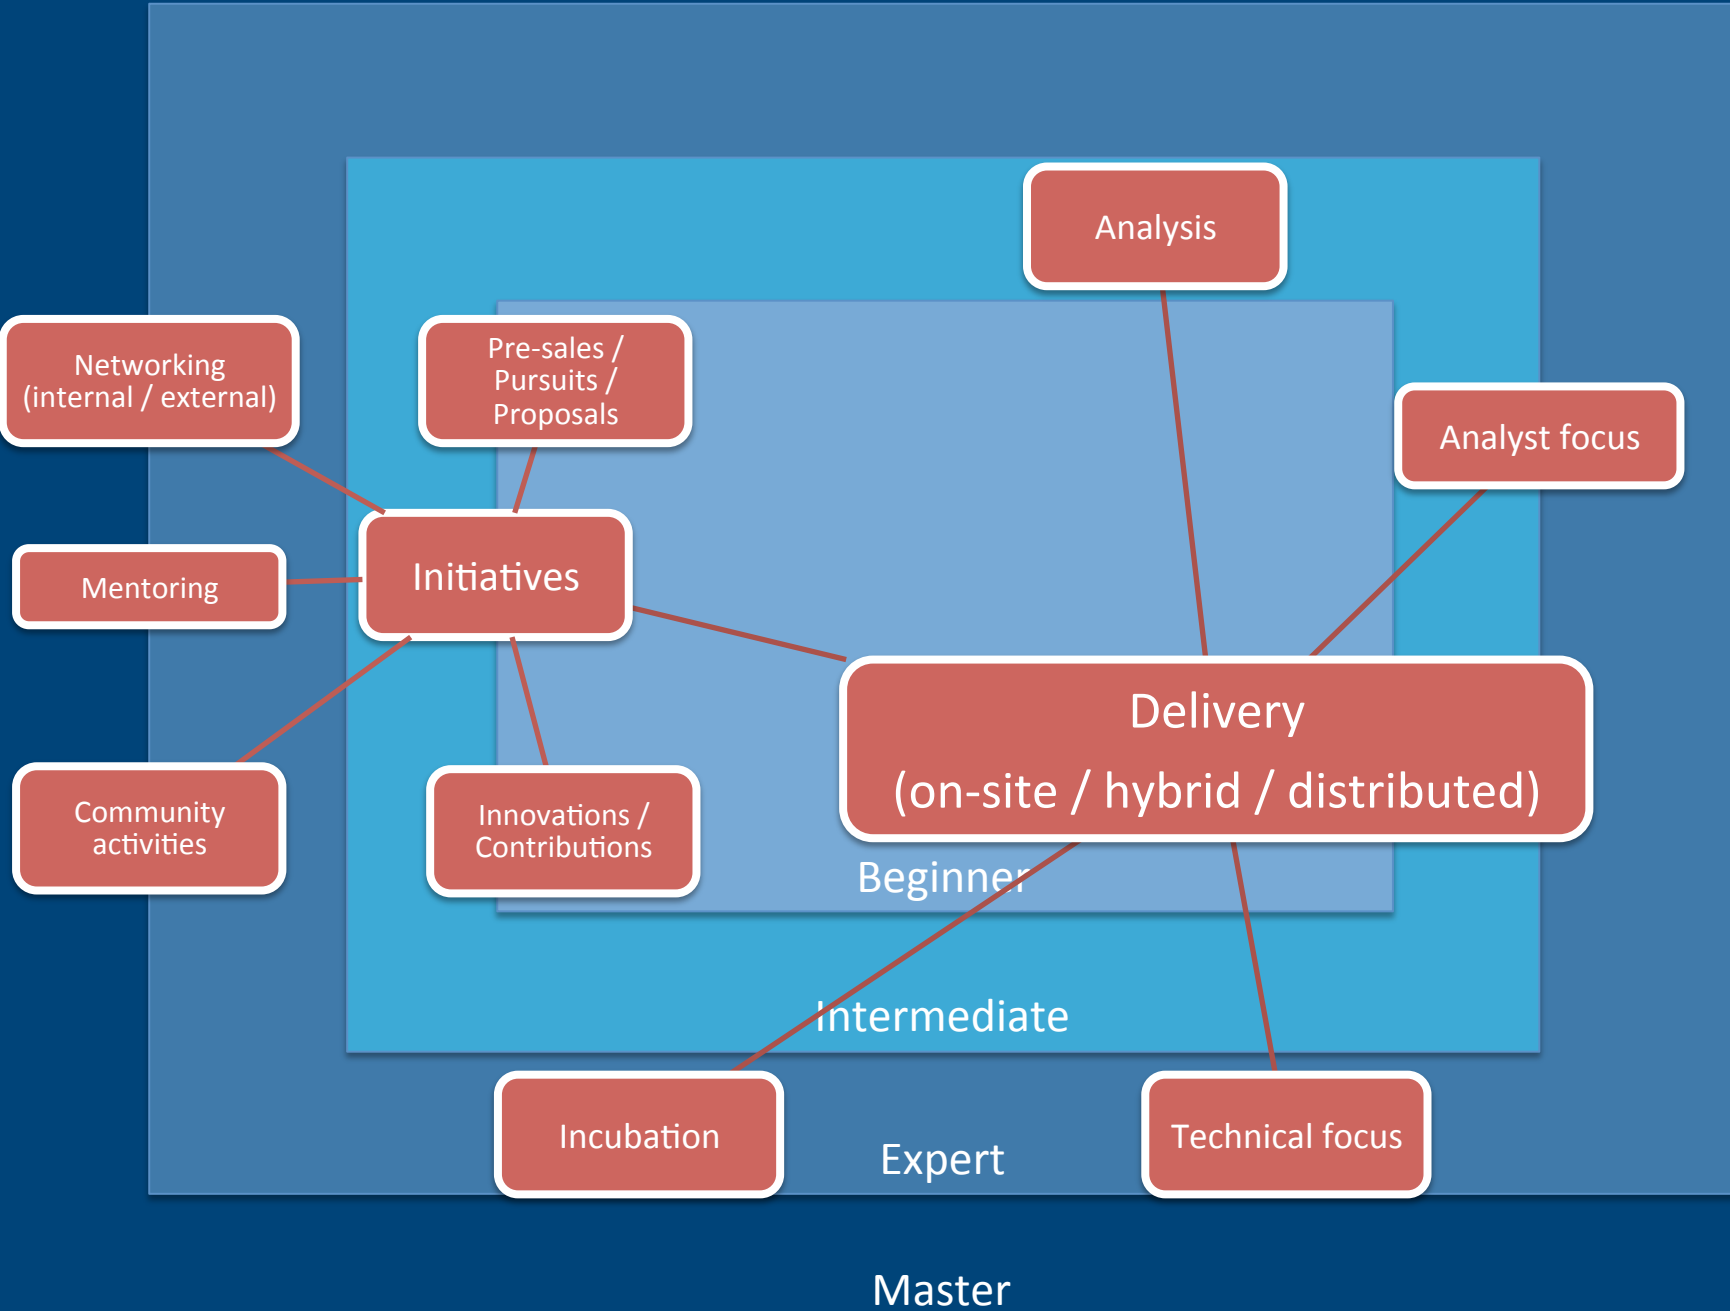 Analysis
Networking
(internal / external)
Pre-sales /
Pursuits /
Proposals
Analyst focus
Mentoring
Initiatives
Delivery
(on-site / hybrid / distributed)
Community
activities
Innovations /
Contributions
Beginner
Intermediate
Incubation
Expert
Technical focus
Master